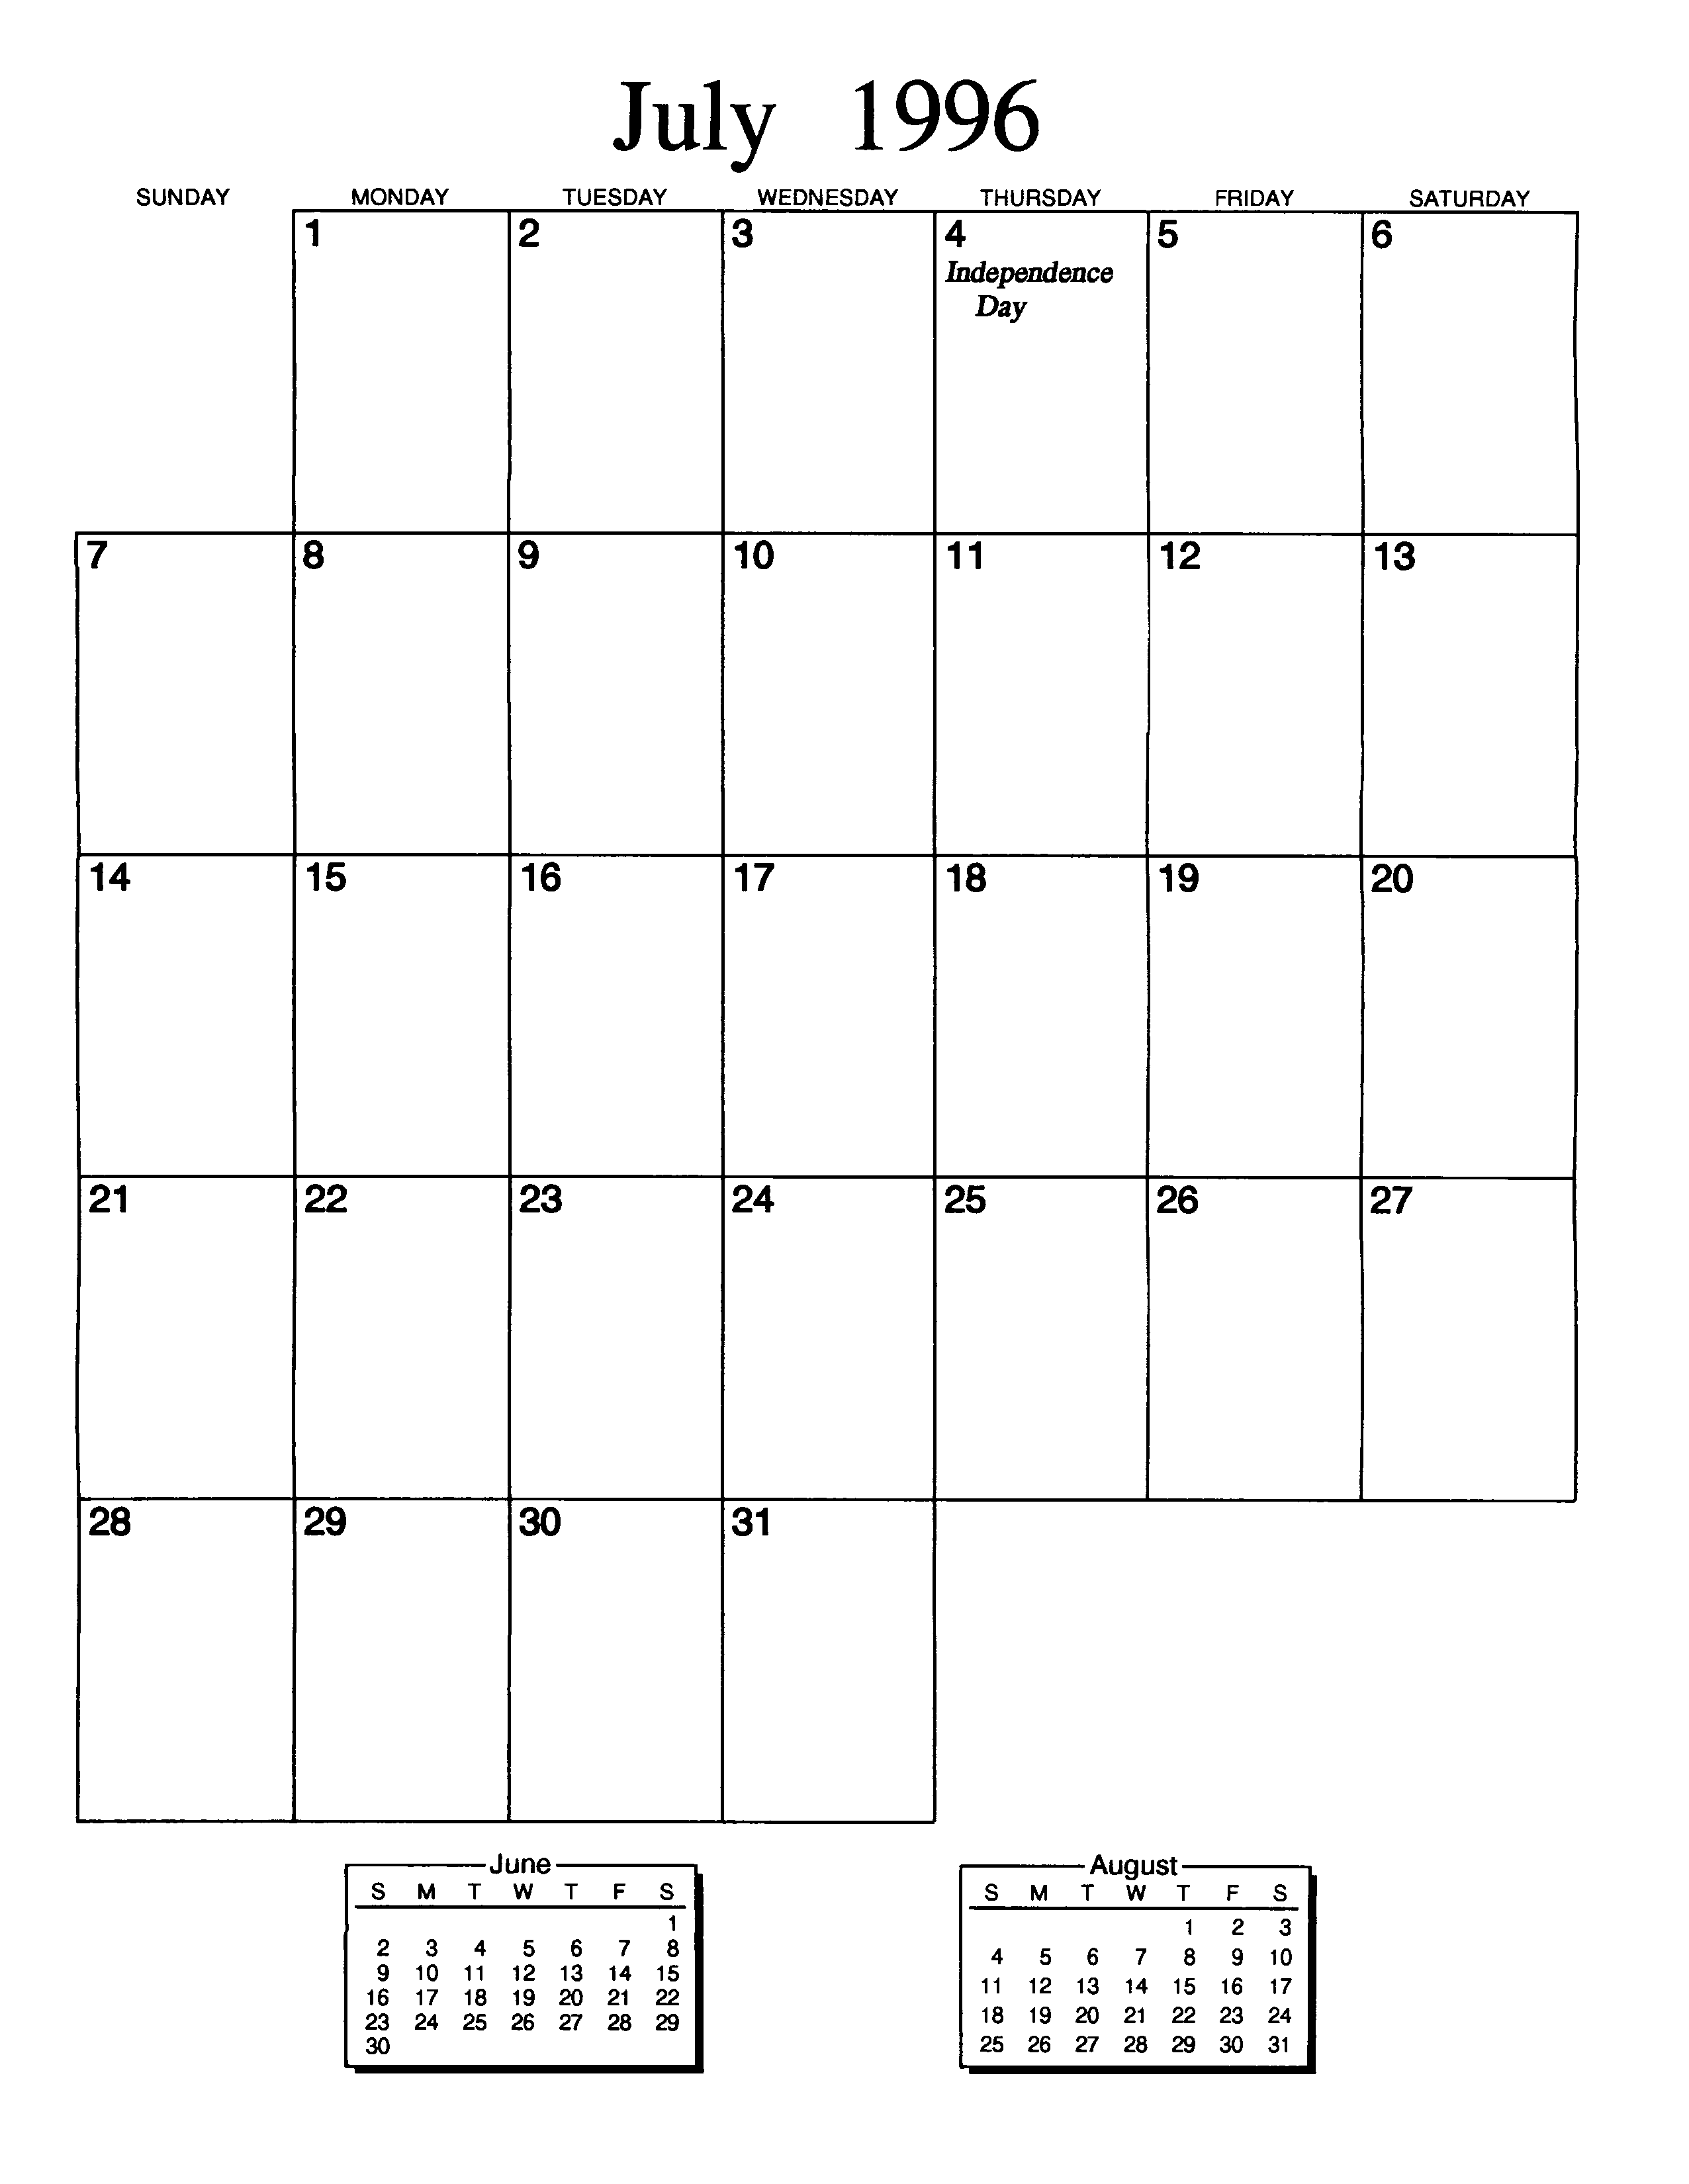 July 1996
SUNDAY MONDAY TUESDAY WEDNESDAY THURSDAY FRIDAY SATURDAY
1 2 3 4 5 6
Independence
Day
7 8 9 10 11 12 13
14 15 16 17 18 19 20
21 22 23 24 25 26 27
28 29 30 31
June
S M T W T F S
1
2 3 4 5 6 7 8
9 10 11 12 13 14 15
16 17 18 19 20 21 22
23 24 25 26 27 28 29
30
August
S M T W T F S
1 2 3
4 5 6 7 8 9 10
11 12 13 14 15 16 17
18 19 20 21 22 23 24
25 26 27 28 29 30 31